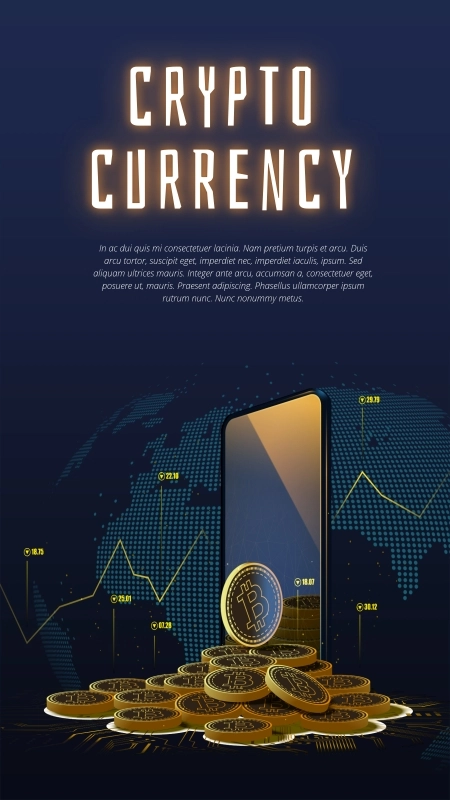 CRYPTO
CURRENCY
In ac dui quis mi consectetuer lacinia. Nam pretium turpis et arcu. Duis
arcu tortor, suscipit eget, imperdiet nec, imperdiet iaculis, ipsum. Sed
aliquam ultrices mauris. Integer ante arcu, accumsan a, consectetuer eget,
posuere ut, mauris. Praesent adipiscing. Phasellus ullamcorper ipsum
rutrum nunc. Nunc nonummy metus.
29.79
22.10
18.75
18.07
25.01
30.12
07.29